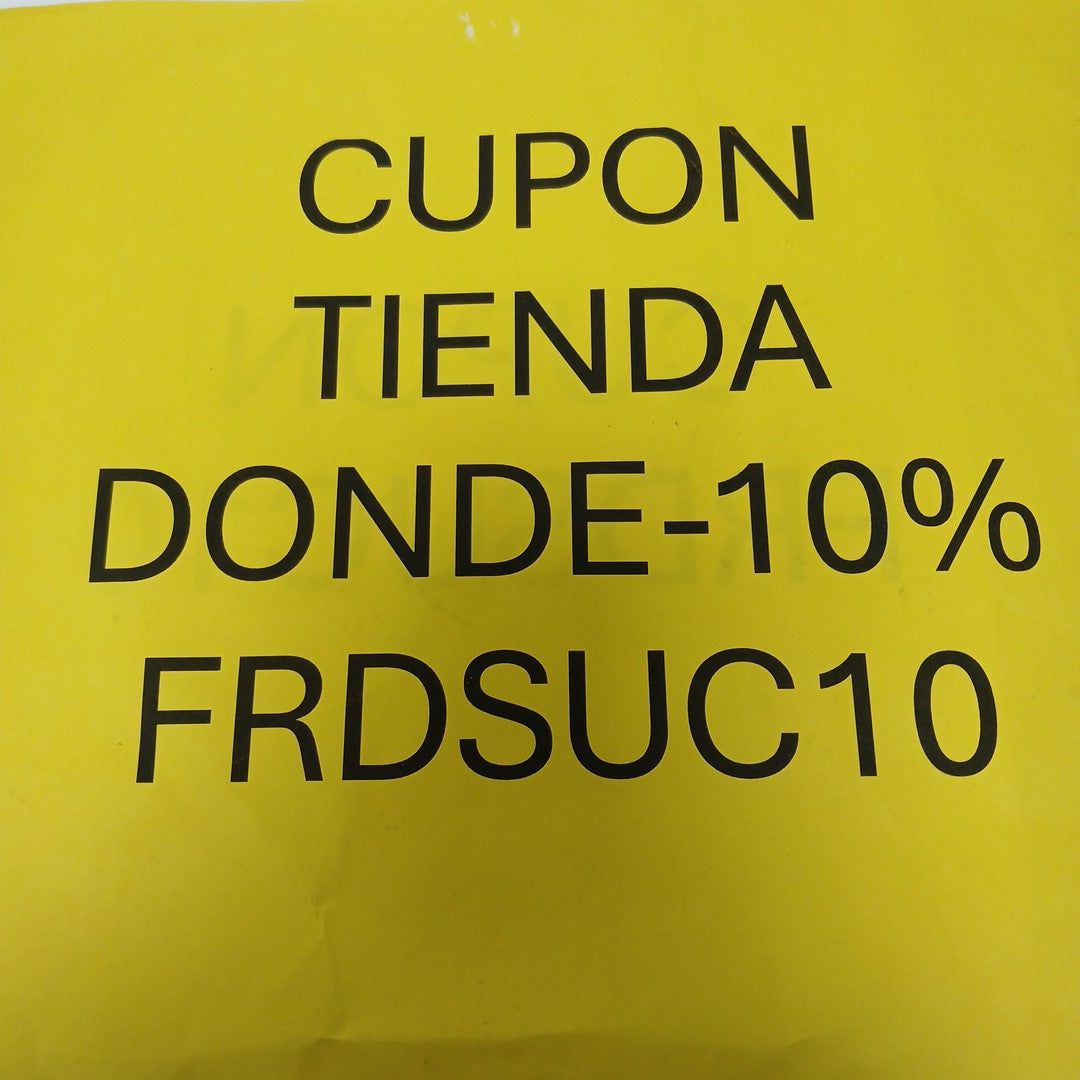 CUPON
TIENDA
DONDE-10%
FRDSUC10